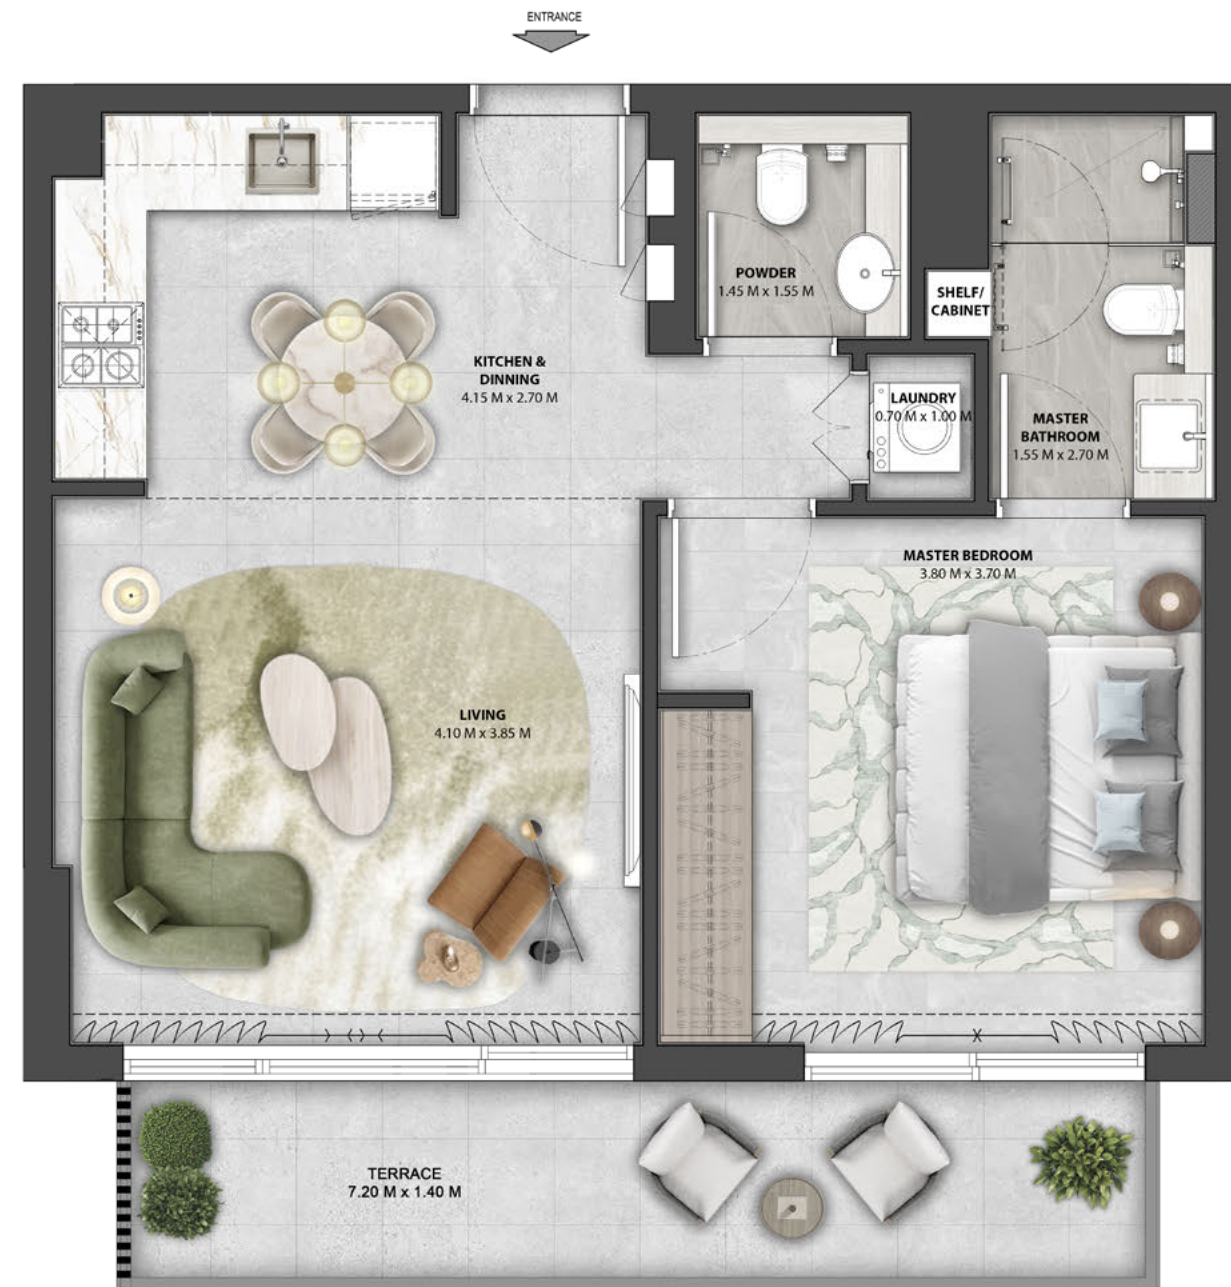 ENTRANCE
POWDER
1.45 M x 1.55 M
SHELF/
CABINET
KITCHEN &
DINNING
4.15 M x 2.70 M
LAUNDRY
0.70 M x 1.00 M
MASTER
BATHROOM
1.55 M x 2.70 M
MASTER BEDROOM
3.80 M x 3.70 M
LIVING
4.10 M x 3.85 M
TERRACE
7.20 M x 1.40 M